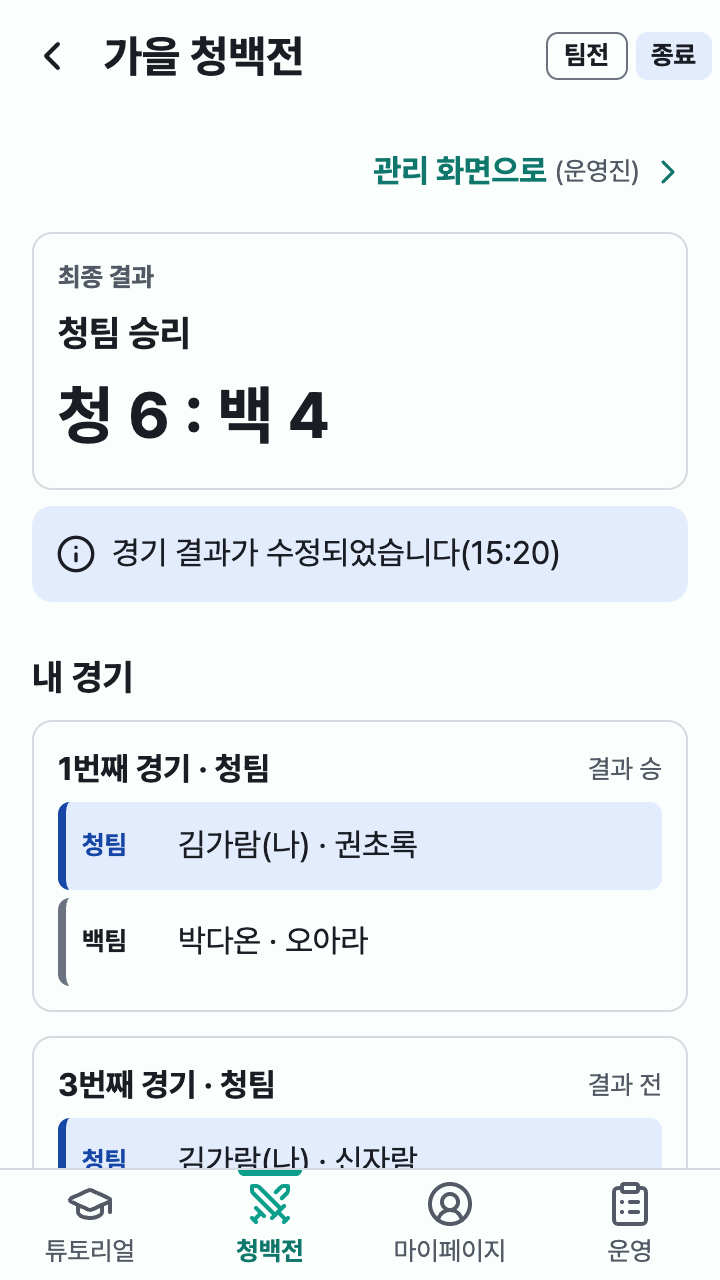 가을 청백전 팀전 종료
관리 화면으로 (운영진)
최종 결과
청팀 승리
청 6 : 백 4
경기 결과가 수정되었습니다(15:20)
내 경기
1번째 경기 · 청팀 결과 승
청팀 김가람(나) · 권초록
백팀 박다온 · 오아라
3번째 경기 · 청팀 결과 전
청팀 김가람(나) · 신자람
튜토리얼 청백전 마이페이지 운영